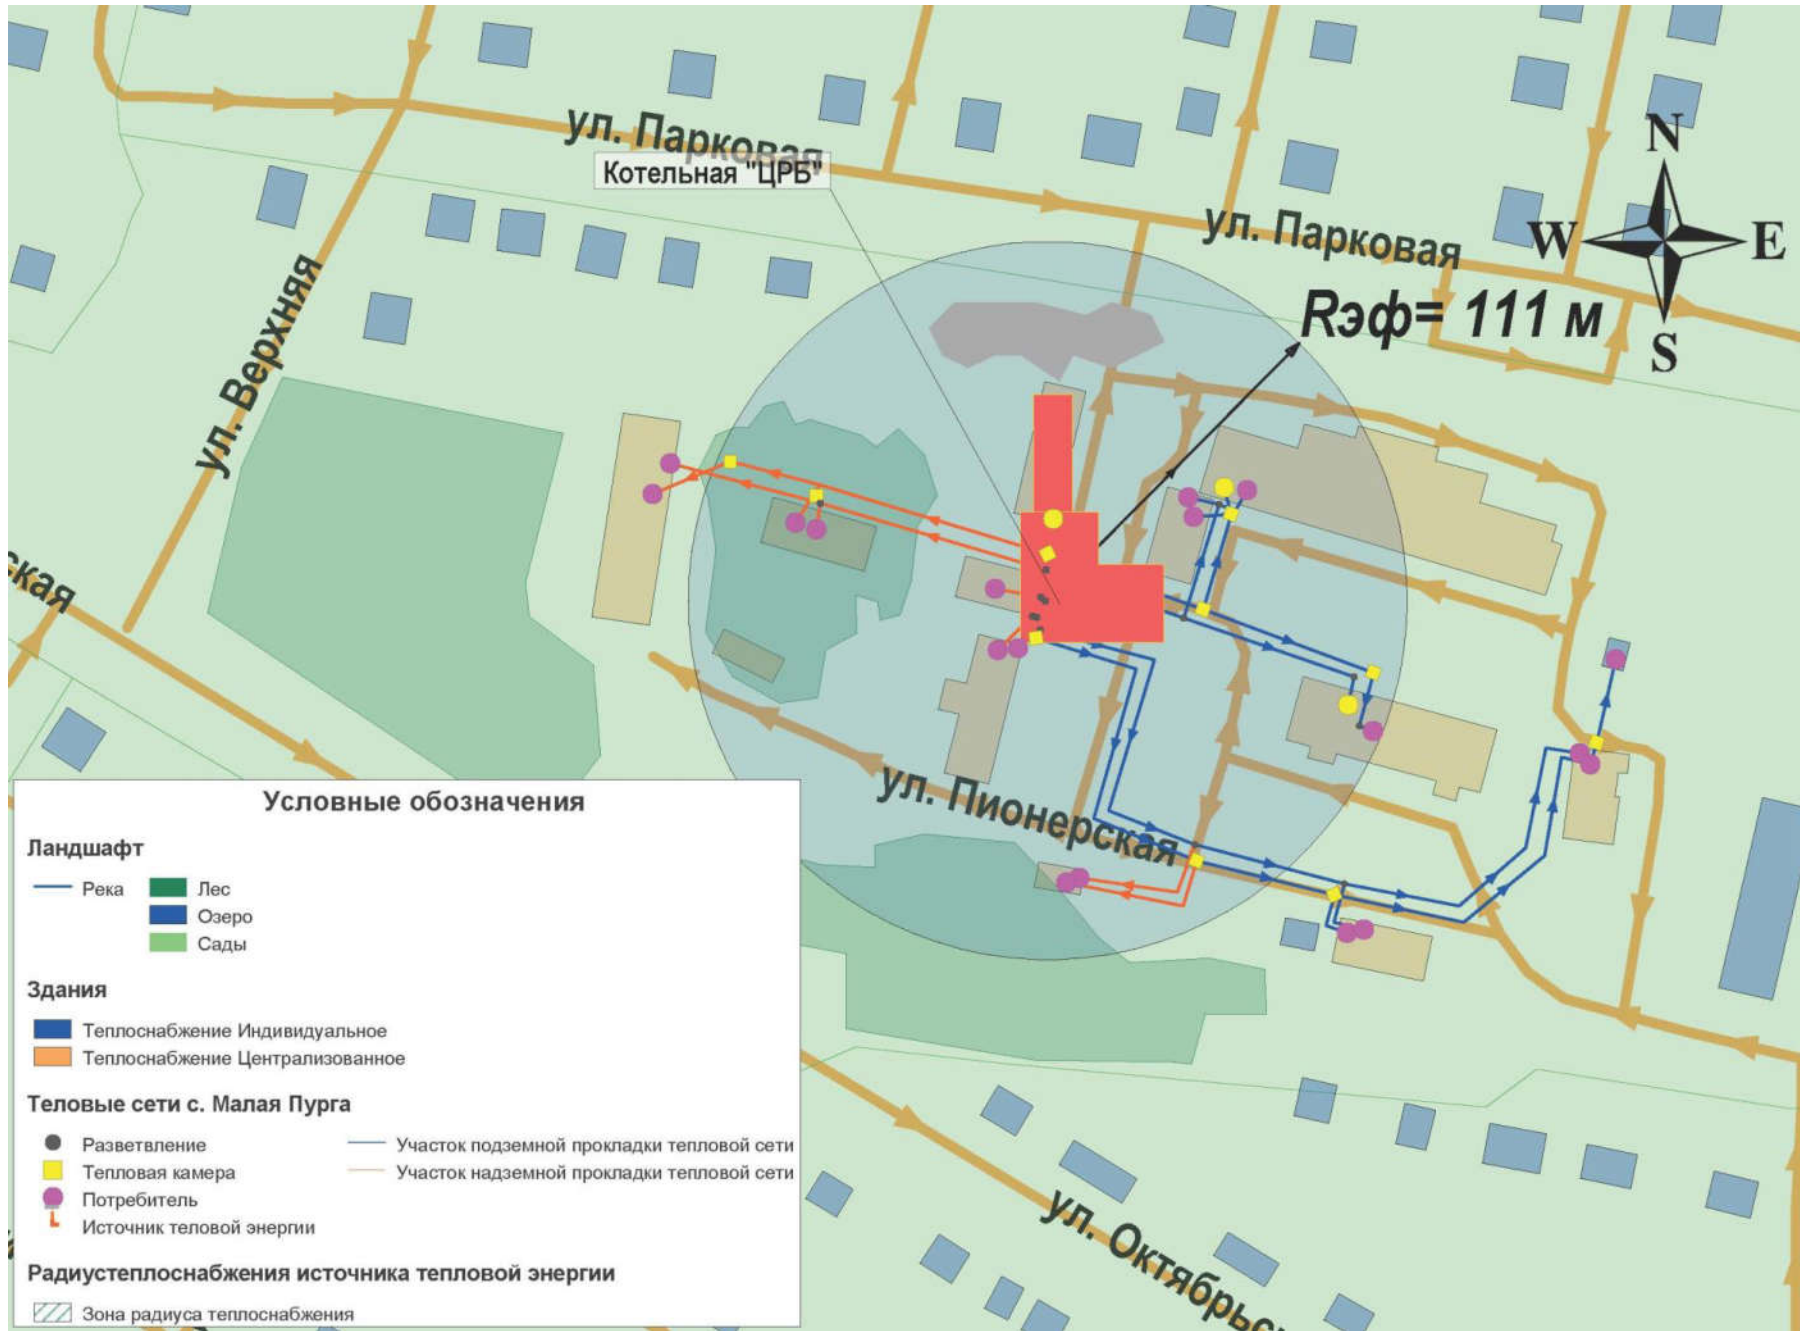 ул. Парковая
Котельная "ЦРБ"
ул. Парковая
N
W
E
S
Rэф= 111 м
ул. Верхняя
ская
ул. Пионерская
Условные обозначения
Ландшафт
Река
Лес
Озеро
Сады
Здания
Теплоснабжение Индивидуальное
Теплоснабжение Централизованное
Теловые сети с. Малая Пурга
Разветвление
Участок подземной прокладки тепловой сети
Тепловая камера
Участок надземной прокладки тепловой сети
Потребитель
Источник теловой энергии
Радиустеплоснабжения источника тепловой энергии
Зона радиуса теплоснабжения
ул. Октябрьс